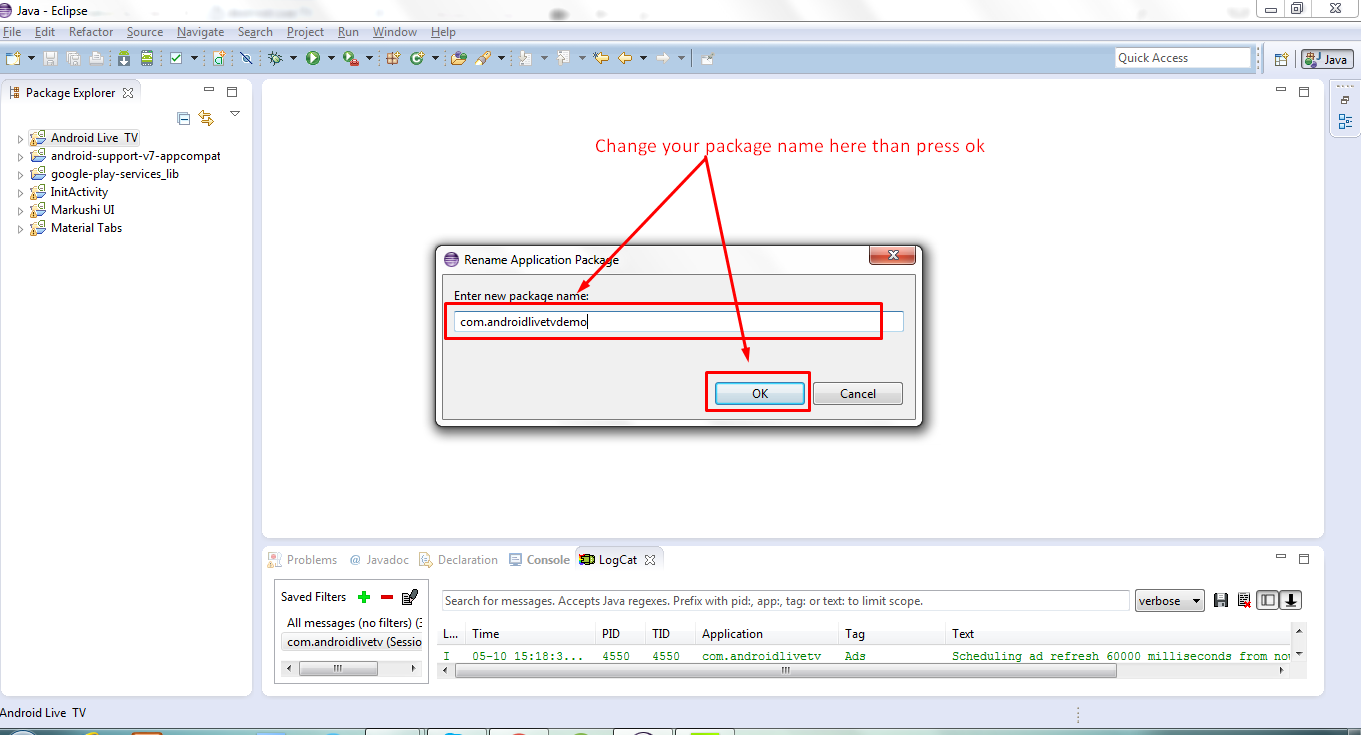 Java - Eclipse
File Edit Refactor Source Navigate Search Project Run Window Help
Quick Access
Java
Package Explorer
Android Live TV
android-support-v7-appcompat
google-play-services_lib
InitActivity
Markushi UI
Material Tabs
Change your package name here than press ok
Rename Application Package
Enter new package name:
com.androidlivetvdemo
OK Cancel
Problems @ Javadoc Declaration Console LogCat
Saved Filters
All messages (no filters) (3
com.androidlivetv (Sessio
Search for messages. Accepts Java regexes. Prefix with pid:, app:, tag: or text: to limit scope.
verbose
L... Time PID TID Application Tag Text
I 05-10 15:18:3... 4550 4550 com.androidlivetv Ads Scheduling ad refresh 60000 milliseconds from now
Android Live TV